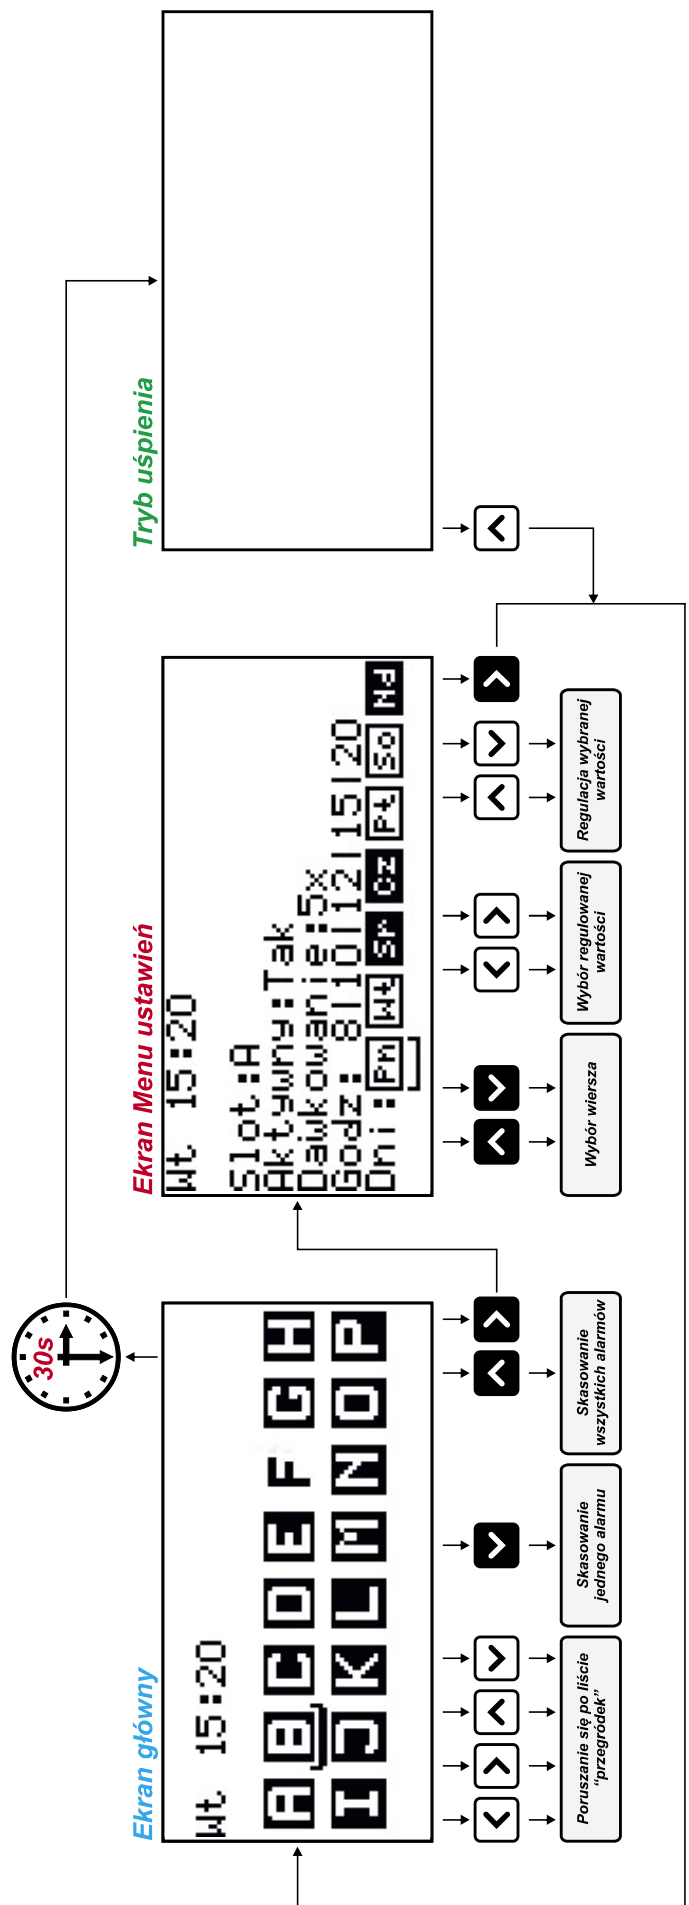 Ekran główny
Wt 15:20
A B C D E F G H
I J K L M N O P
Poruszanie się po liście
“przegródek”
Skasowanie
jednego alarmu
Skasowanie
wszystkich alarmów
30s
Ekran Menu ustawień
Wt 15:20
Slot:A
Aktywny:Tak
Dawkowanie:5x
Godz: 8|10|12|15|20
Dni: Pn Wt Sr Cz Pt So Nd
Wybór wiersza
Wybór regulowanej
wartości
Regulacja wybranej
wartości
Tryb uśpienia